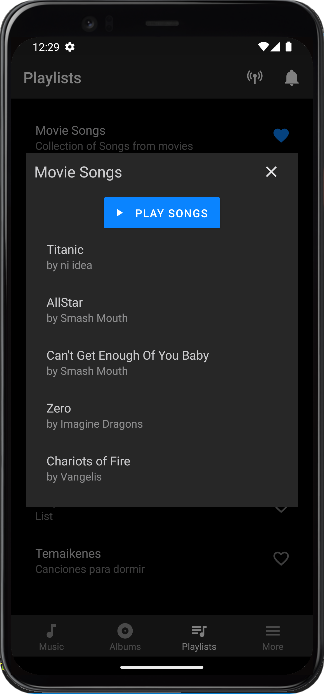 12:29
Playlists
Movie Songs
Collection of Songs from movies
Movie Songs
PLAY SONGS
Titanic
by ni idea
AllStar
by Smash Mouth
Can't Get Enough Of You Baby
by Smash Mouth
Zero
by Imagine Dragons
Chariots of Fire
by Vangelis
List
Temaikenes
Canciones para dormir
Music
Albums
Playlists
More